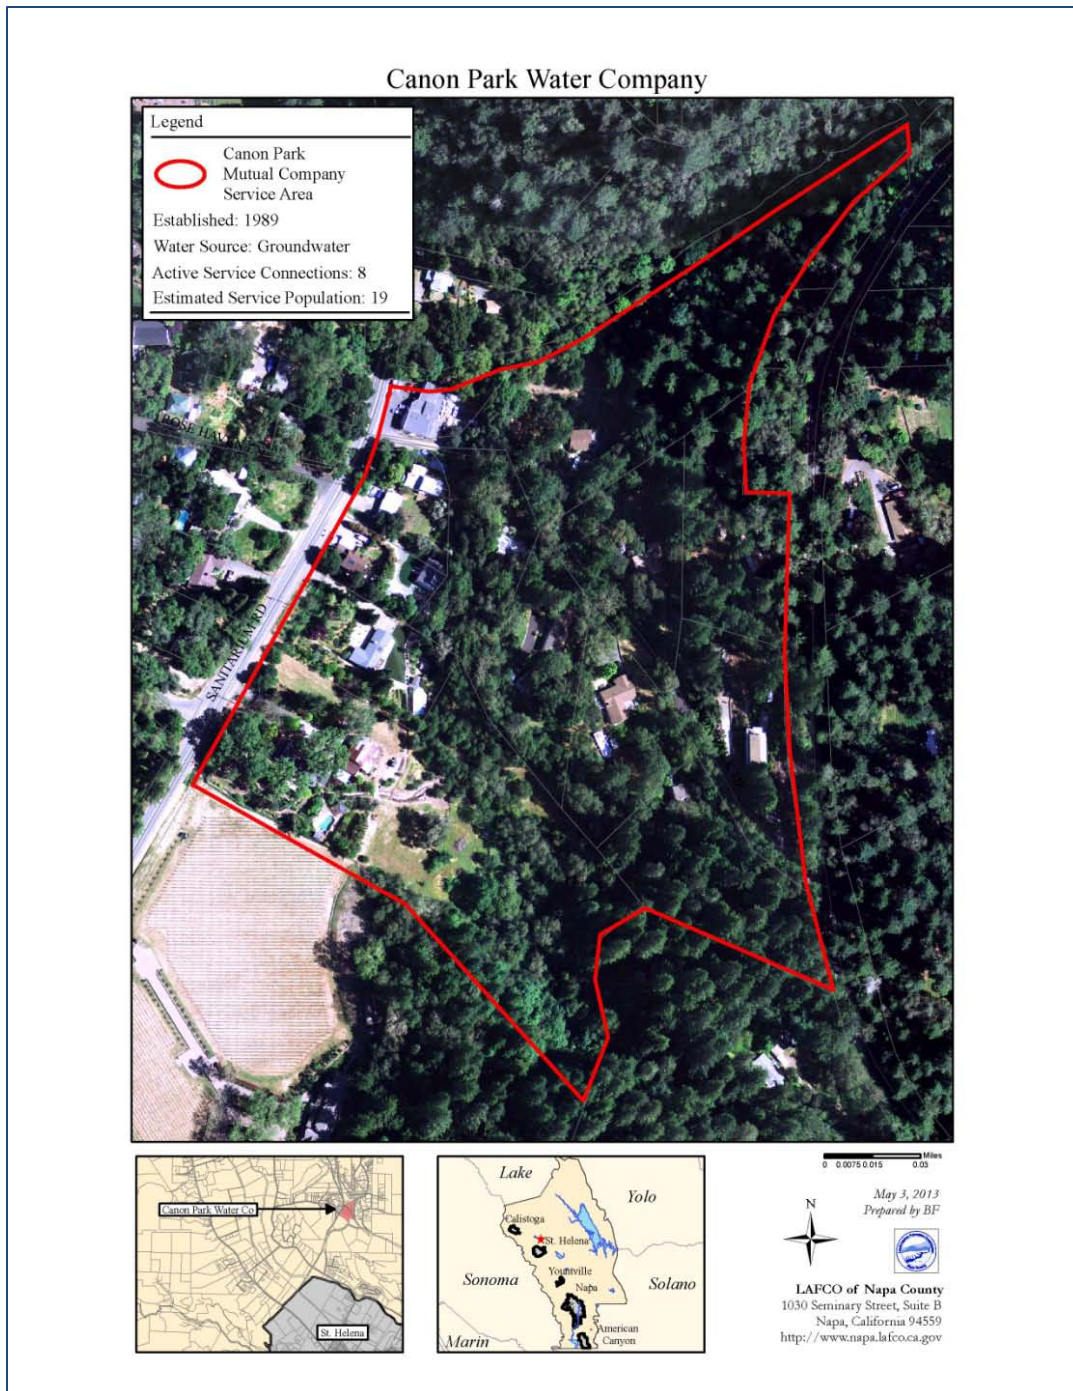 Canon Park Water Company
Legend
Canon Park
Mutual Company
Service Area
Established: 1989
Water Source: Groundwater
Active Service Connections: 8
Estimated Service Population: 19
ROSE HAVEN
SANITARIUM RD
Canon Park Water Co
St. Helena
Lake
Yolo
Calistoga
St. Helena
Sonoma
Yountville
Napa
Solano
American
Canyon
Marin
Miles
0 0.0075 0.015 0.03
N
May 3, 2013
Prepared by BF
LAFCO of Napa County
1030 Seminary Street, Suite B
Napa, California 94559
http://www.napa.lafco.ca.gov